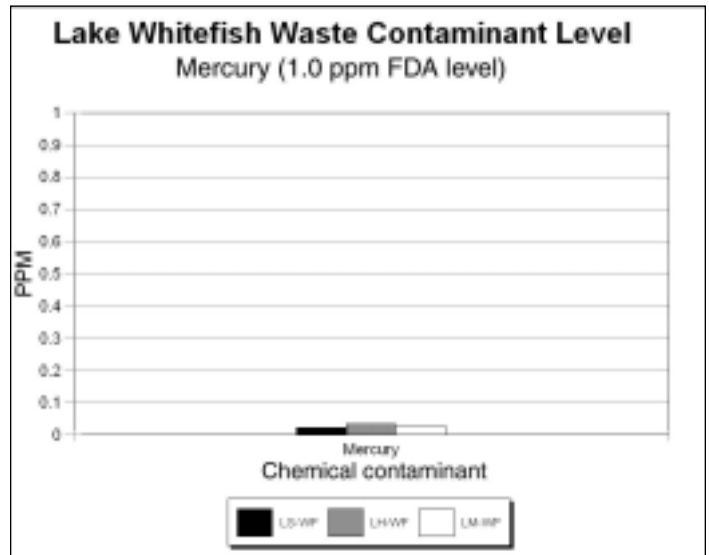 Lake Whitefish Waste Contaminant Level
Mercury (1.0 ppm FDA level)
1
0.9
0.8
0.7
0.6
0.5
0.4
0.3
0.2
0.1
0
PPM
Mercury
Chemical contaminant
LS-WF LH-WF LM-WF